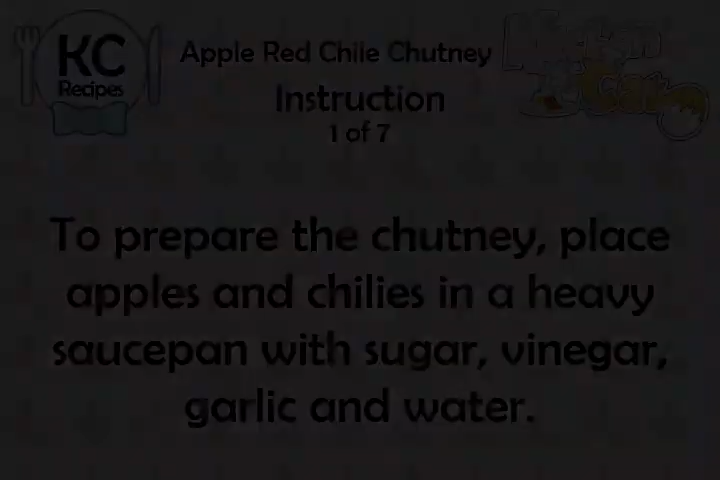 KC
Recipes
Apple Red Chile Chutney
Instruction
1 of 7
To prepare the chutney, place
apples and chilies in a heavy
saucepan with sugar, vinegar,
garlic and water.